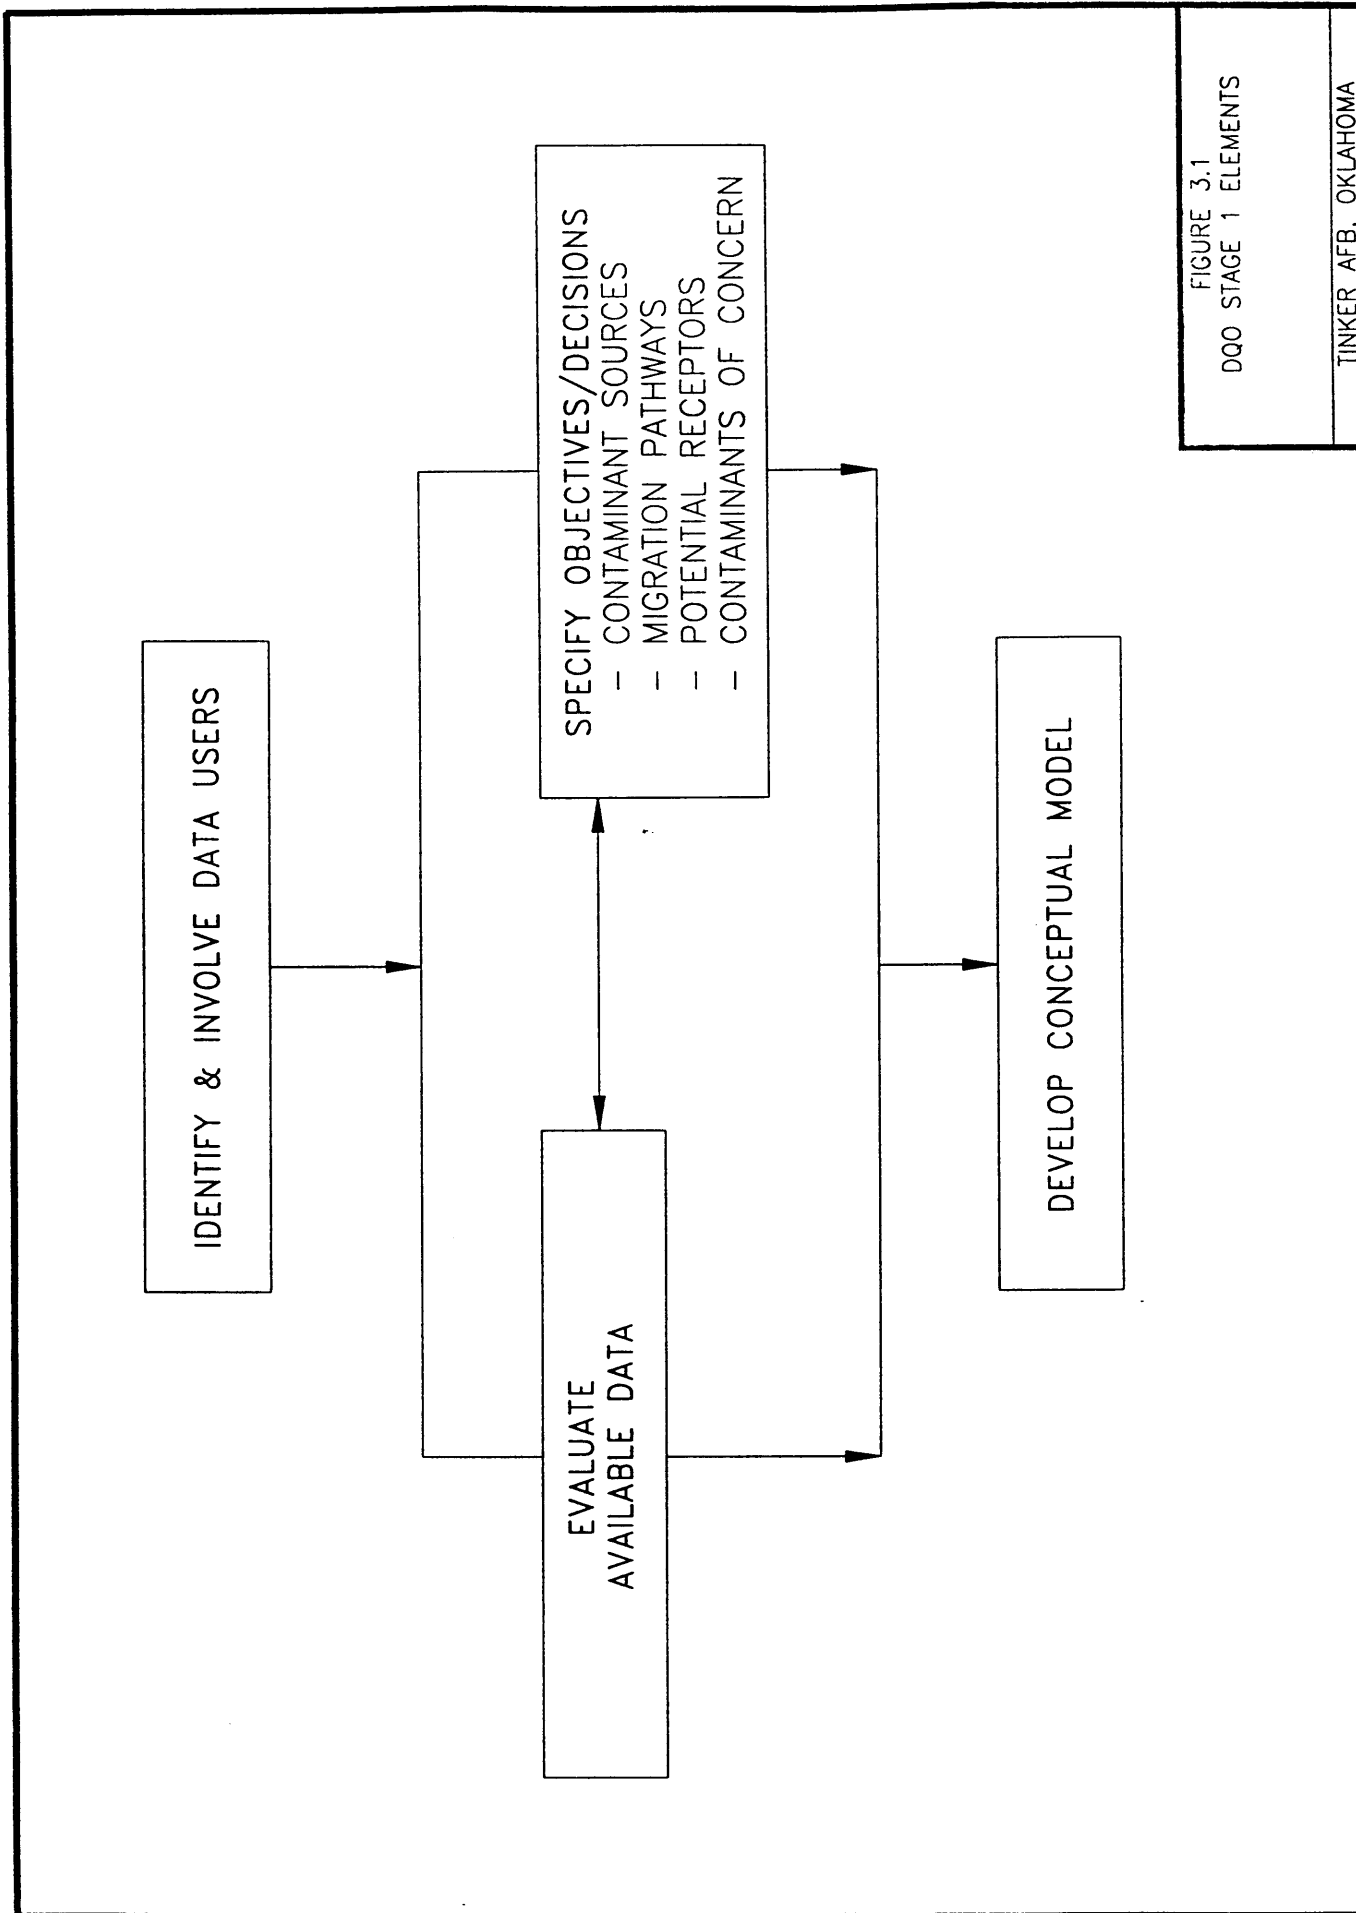 IDENTIFY & INVOLVE DATA USERS
EVALUATE
AVAILABLE DATA
SPECIFY OBJECTIVES/DECISIONS
- CONTAMINANT SOURCES
- MIGRATION PATHWAYS
- POTENTIAL RECEPTORS
- CONTAMINANTS OF CONCERN
DEVELOP CONCEPTUAL MODEL
FIGURE 3.1
DQO STAGE 1 ELEMENTS
TINKER AFB, OKLAHOMA